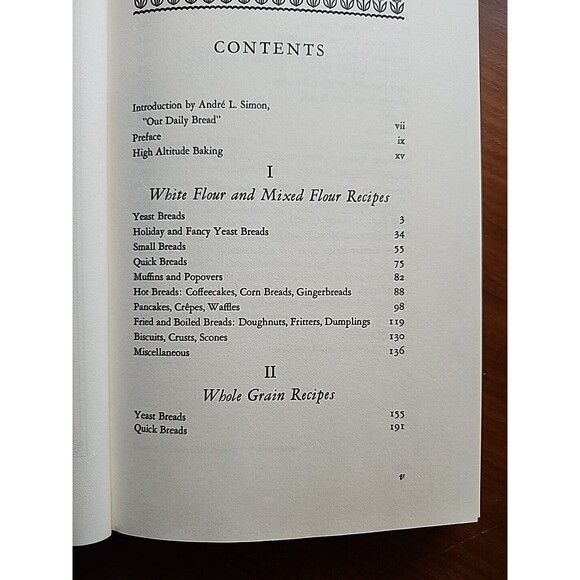 CONTENTS
Introduction by André L. Simon,
"Our Daily Bread" vii
Preface ix
High Altitude Baking xv
I
White Flour and Mixed Flour Recipes
Yeast Breads 3
Holiday and Fancy Yeast Breads 34
Small Breads 55
Quick Breads 75
Muffins and Popovers 82
Hot Breads: Coffeecakes, Corn Breads, Gingerbreads 88
Pancakes, Crêpes, Waffles 98
Fried and Boiled Breads: Doughnuts, Fritters, Dumplings 119
Biscuits, Crusts, Scones 130
Miscellaneous 136
II
Whole Grain Recipes
Yeast Breads 155
Quick Breads 191
v